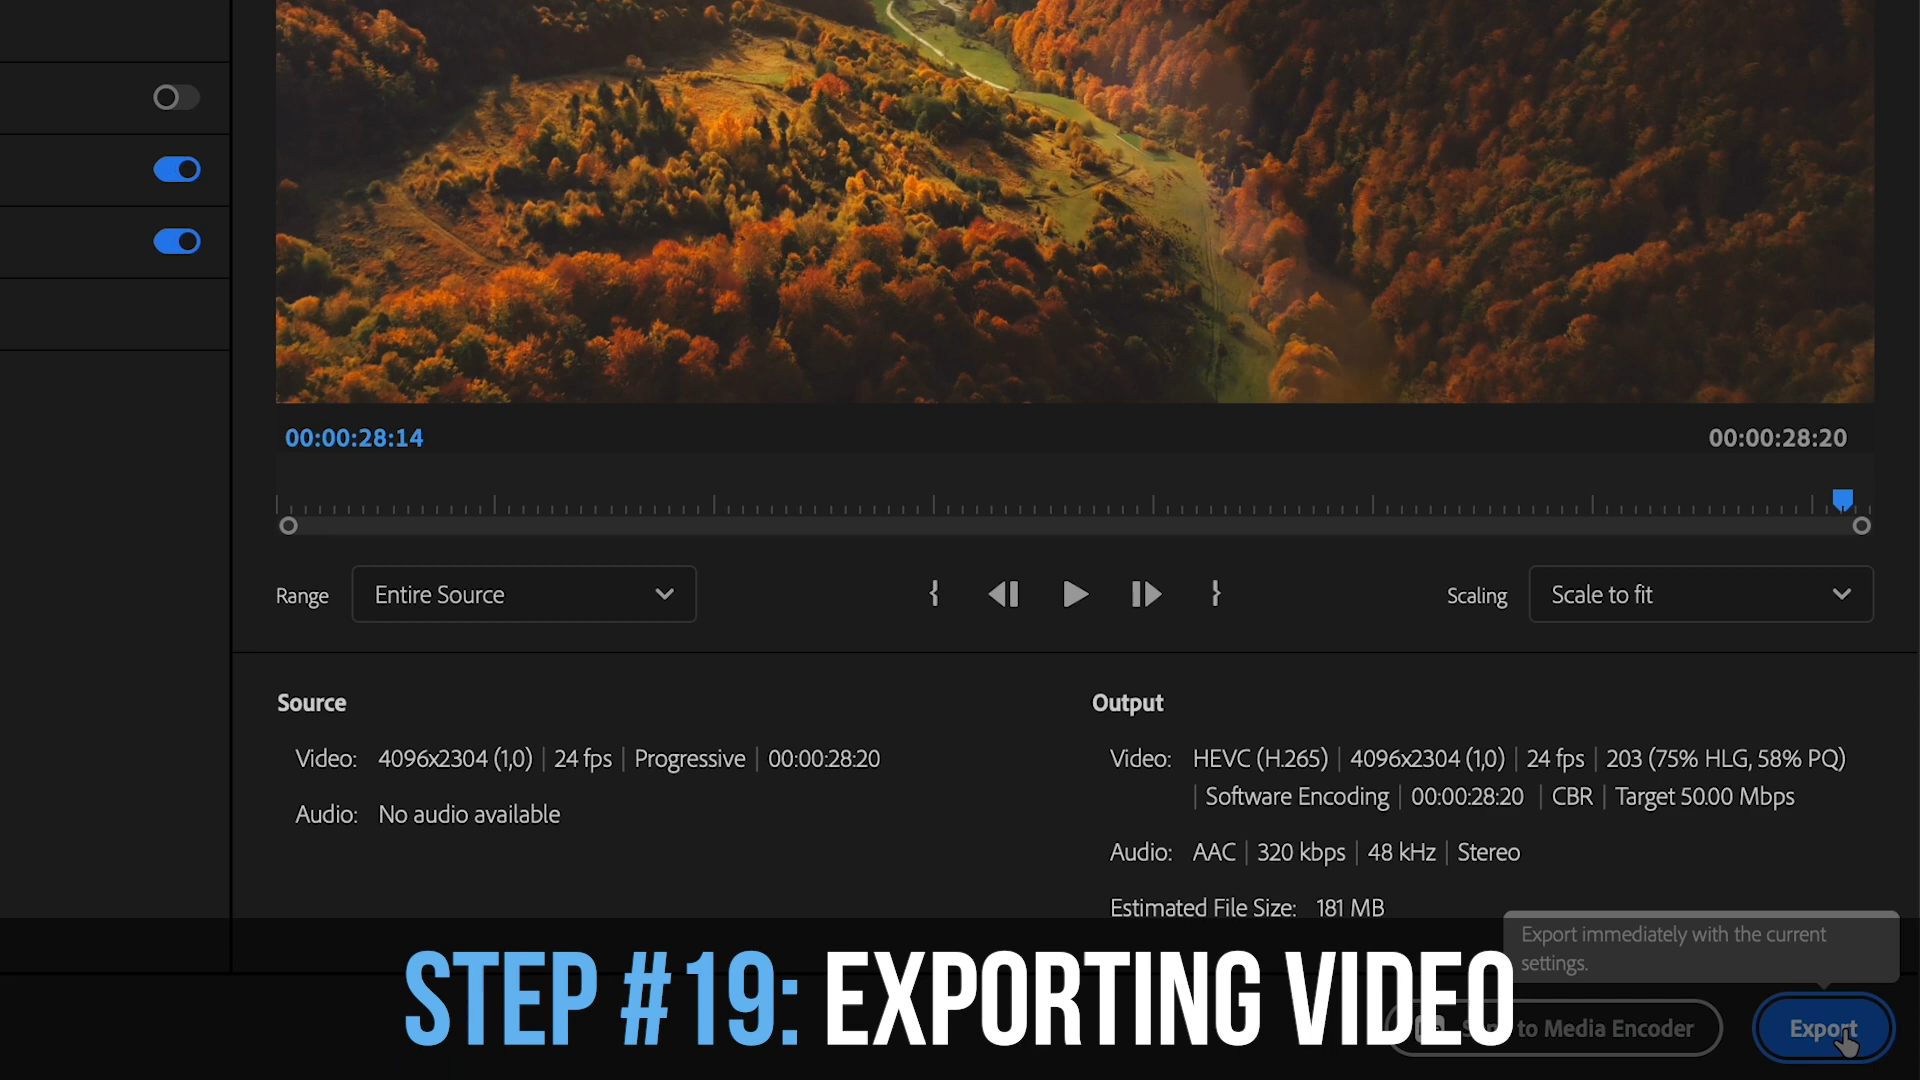 00:00:28:14
00:00:28:20
Range
Entire Source
Scaling
Scale to fit
Source
Output
Video: 4096x2304 (1,0) | 24 fps | Progressive | 00:00:28:20
Audio: No audio available
Video: HEVC (H.265) | 4096x2304 (1,0) | 24 fps | 203 (75% HLG, 58% PQ)
| Software Encoding | 00:00:28:20 | CBR | Target 50.00 Mbps
Audio: AAC | 320 kbps | 48 kHz | Stereo
Estimated File Size: 181 MB
Export immediately with the current
settings.
STEP #19: EXPORTING VIDEO
to Media Encoder
Export